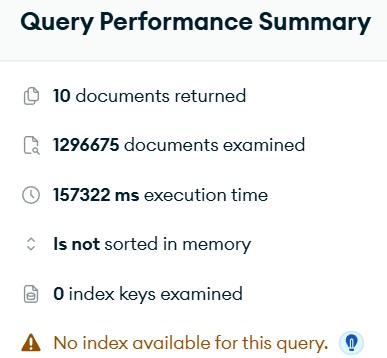 Query Performance Summary
10 documents returned
1296675 documents examined
157322 ms execution time
Is not sorted in memory
0 index keys examined
No index available for this query.